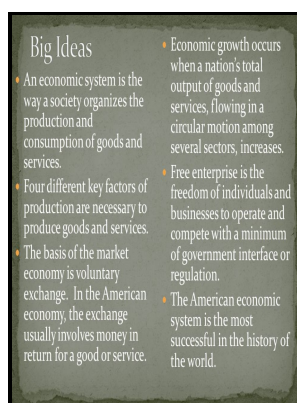 Big Ideas
• An economic system is the
way a society organizes the
production and
consumption of goods and
services.
• Four different key factors of
production are necessary to
produce goods and services.
• The basis of the market
economy is voluntary
exchange. In the American
economy, the exchange
usually involves money in
return for a good or service.
• Economic growth occurs
when a nation's total
output of goods and
services, flowing in a
circular motion among
several sectors, increases.
• Free enterprise is the
freedom of individuals and
businesses to operate and
compete with a minimum
of government interface or
regulation.
• The American economic
system is the most
successful in the history of
the world.